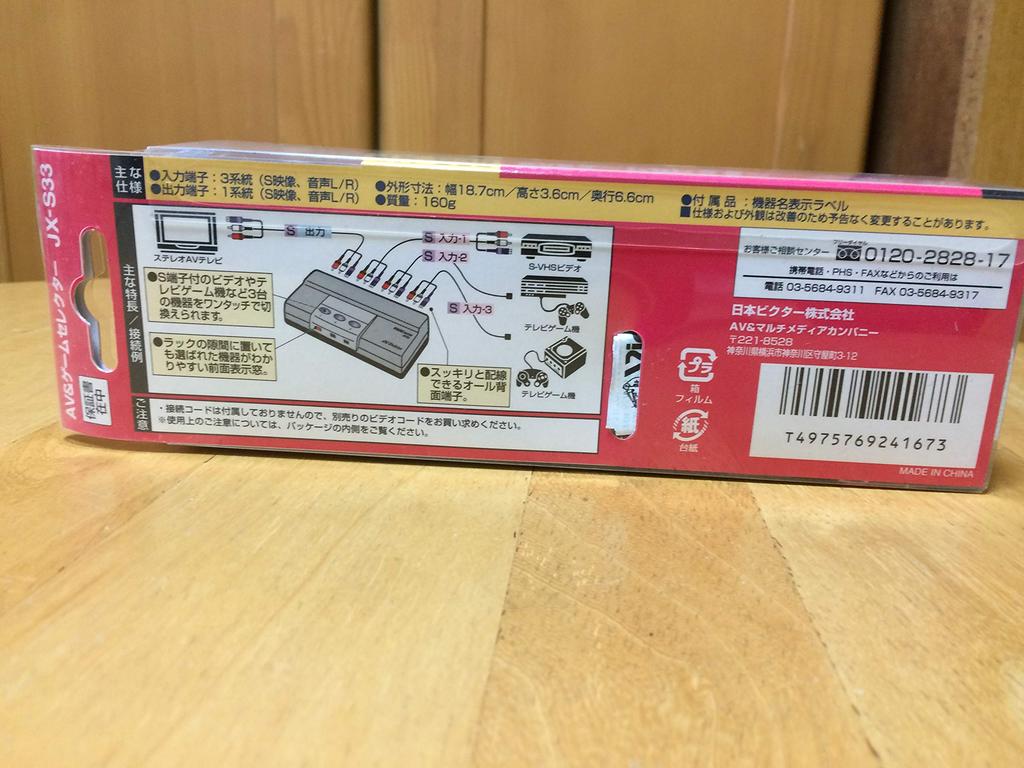 AV&ゲームセレクター JX-S33
保証書
在中
主な
仕様
●入力端子：3系統（S映像、音声L/R）
●出力端子：1系統（S映像、音声L/R）
●外形寸法：幅18.7cm／高さ3.6cm／奥行6.6cm
●質量：160g
●付属品：機器名表示ラベル
■仕様および外観は改善のため予告なく変更することがあります。
主な特長／接続例
ステレオAVテレビ
S 出力
S 入力-1
S 入力-2
S 入力-3
S-VHSビデオ
テレビゲーム機
テレビゲーム機
●S端子付のビデオやテ
レビゲーム機など3台
の機器をワンタッチで切
換えられます。
●ラックの隙間に置いて
も選ばれた機器がわか
りやすい前面表示窓。
●スッキリと配線
できるオール背
面端子。
ご注意
・接続コードは付属しておりませんので、別売りのビデオコードをお買い求めください。
※使用上のご注意については、パッケージの内側をご覧ください。
プラ
箱
フィルム
紙
台紙
お客様ご相談センター フリーダイヤル 0120-2828-17
携帯電話・PHS・FAXなどからのご利用は
電話 03-5684-9311 FAX 03-5684-9317
日本ビクター株式会社
AV&マルチメディアカンパニー
〒221-8528
神奈川県横浜市神奈川区守屋町3-12
T4975769241673
MADE IN CHINA